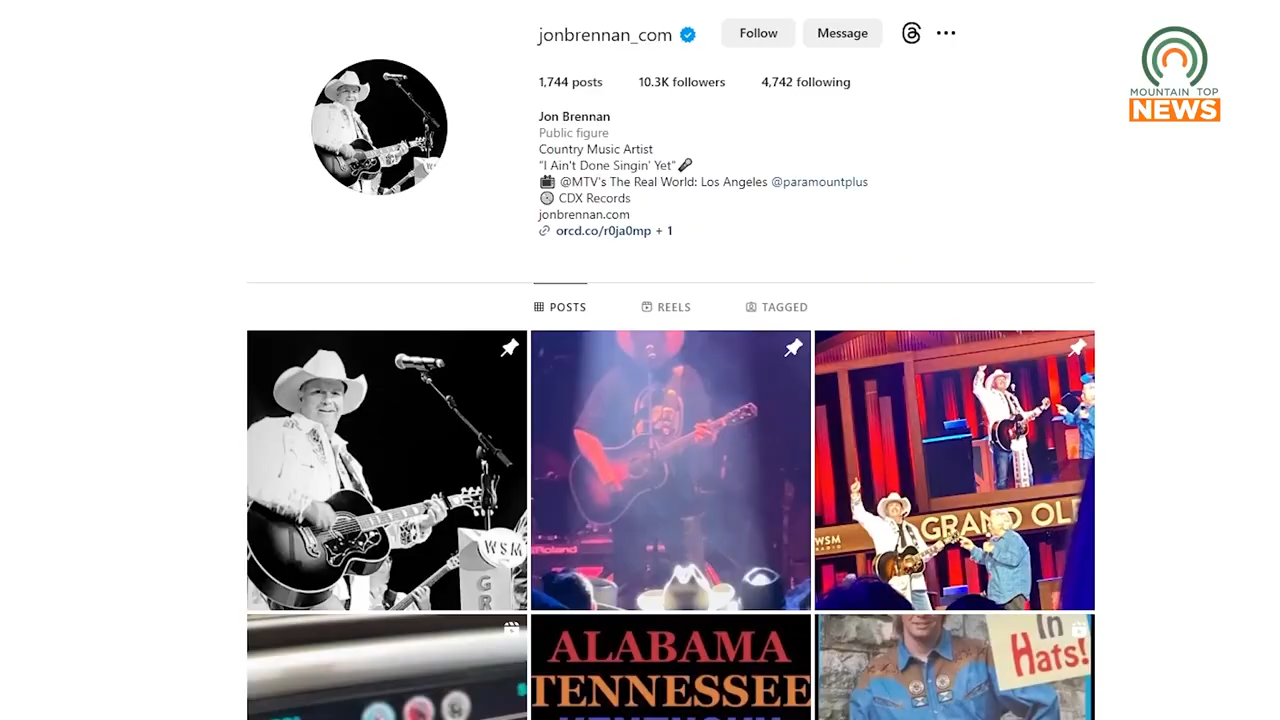 jonbrennan_com
Follow
Message
1,744 posts
10.3K followers
4,742 following
Jon Brennan
Public figure
Country Music Artist
"I Ain't Done Singin' Yet"
@MTV's The Real World: Los Angeles @paramountplus
CDX Records
jonbrennan.com
orcd.co/r0ja0mp + 1
MOUNTAIN TOP
NEWS
POSTS
REELS
TAGGED
WSM
GR
Roland
GRAND OL
WSM
RADIO
ALABAMA
TENNESSEE
In
Hats!